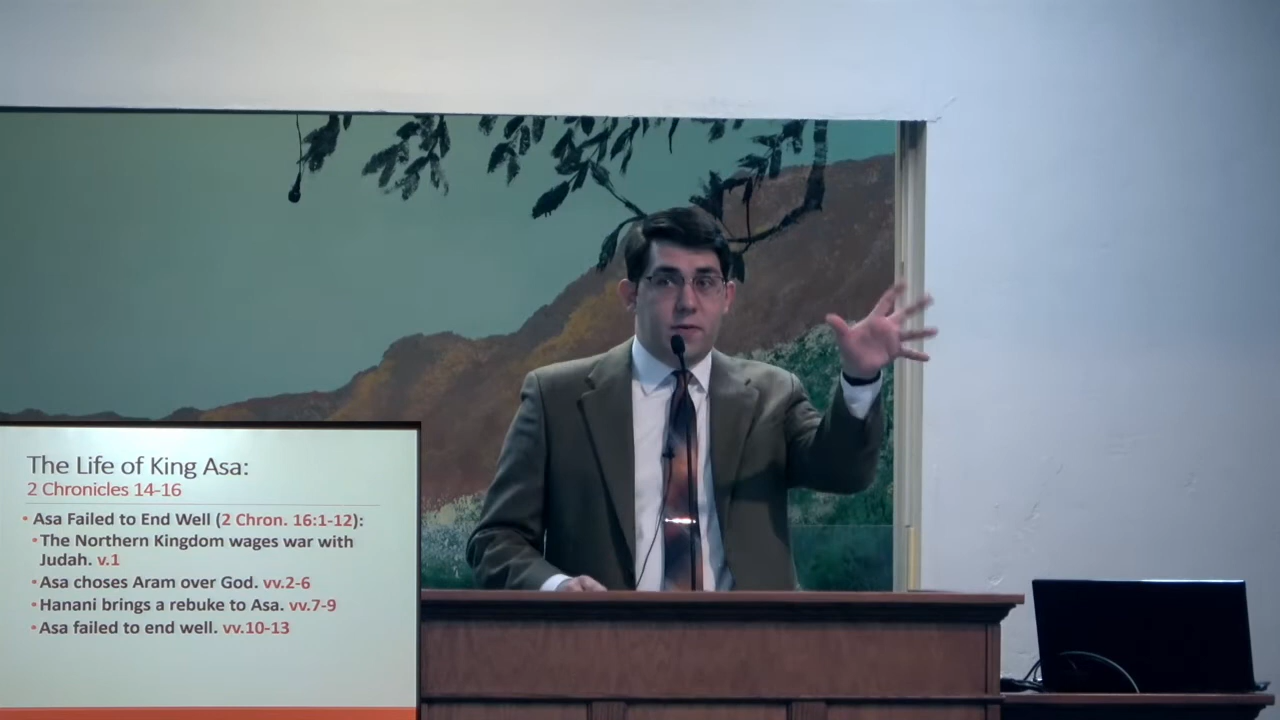 The Life of King Asa:
2 Chronicles 14-16
• Asa Failed to End Well (2 Chron. 16:1-12):
• The Northern Kingdom wages war with
Judah. v.1
• Asa choses Aram over God. vv.2-6
• Hanani brings a rebuke to Asa. vv.7-9
• Asa failed to end well. vv.10-13